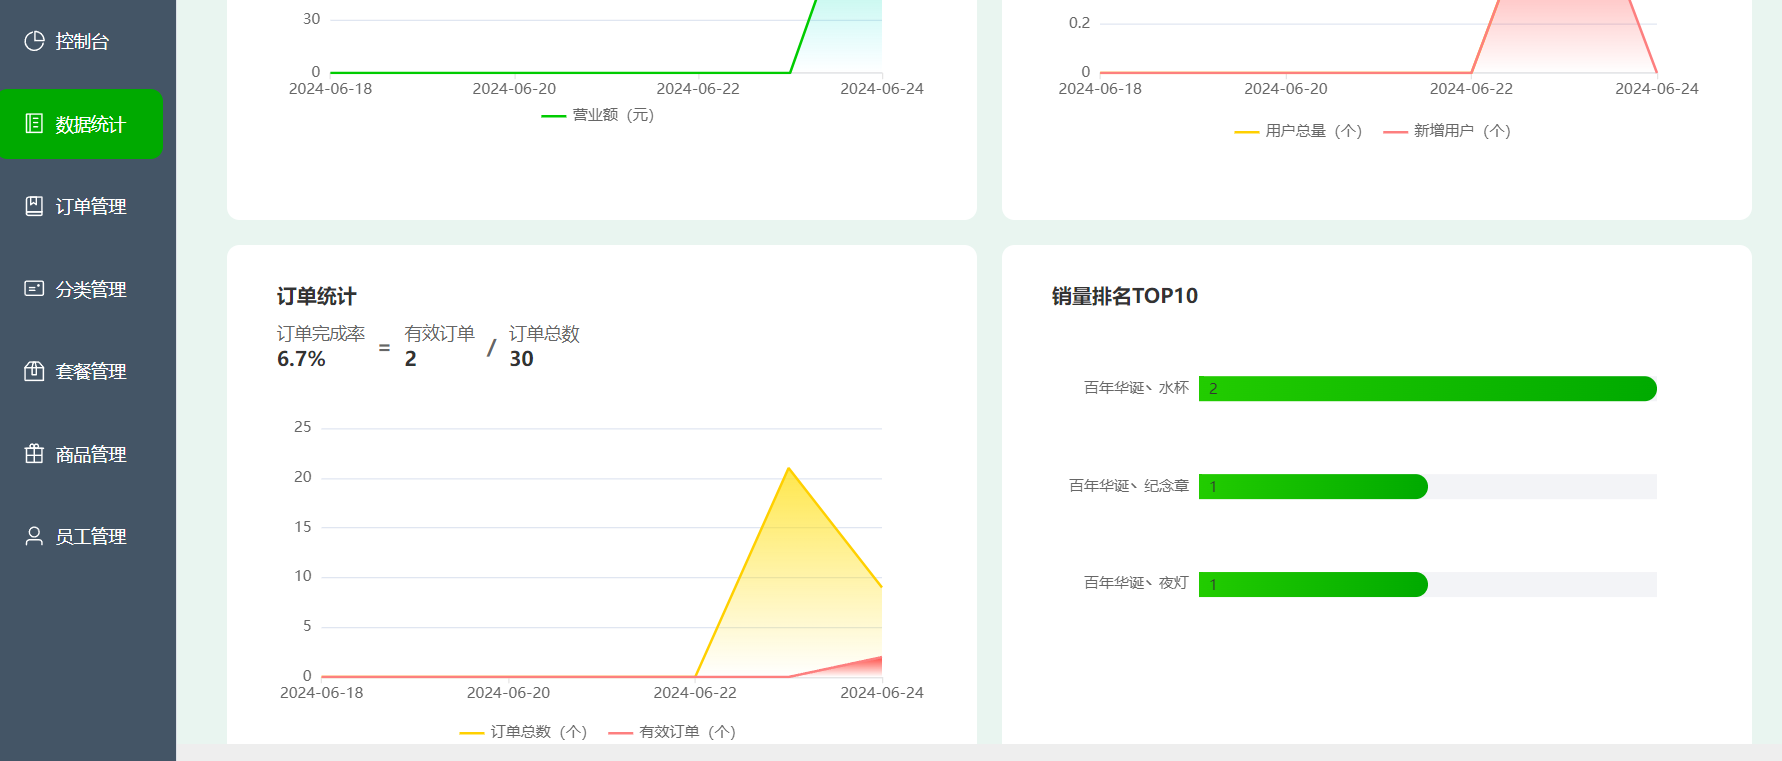 控制台
数据统计
订单管理
分类管理
套餐管理
商品管理
员工管理
30
0
2024-06-18 2024-06-20 2024-06-22 2024-06-24
营业额（元）
0.2
0
2024-06-18 2024-06-20 2024-06-22 2024-06-24
用户总量（个） 新增用户（个）
订单统计
订单完成率 有效订单 订单总数
6.7% = 2 / 30
25
20
15
10
5
0
2024-06-18 2024-06-20 2024-06-22 2024-06-24
订单总数（个） 有效订单（个）
销量排名TOP10
百年华诞、水杯 2
百年华诞、纪念章 1
百年华诞、夜灯 1